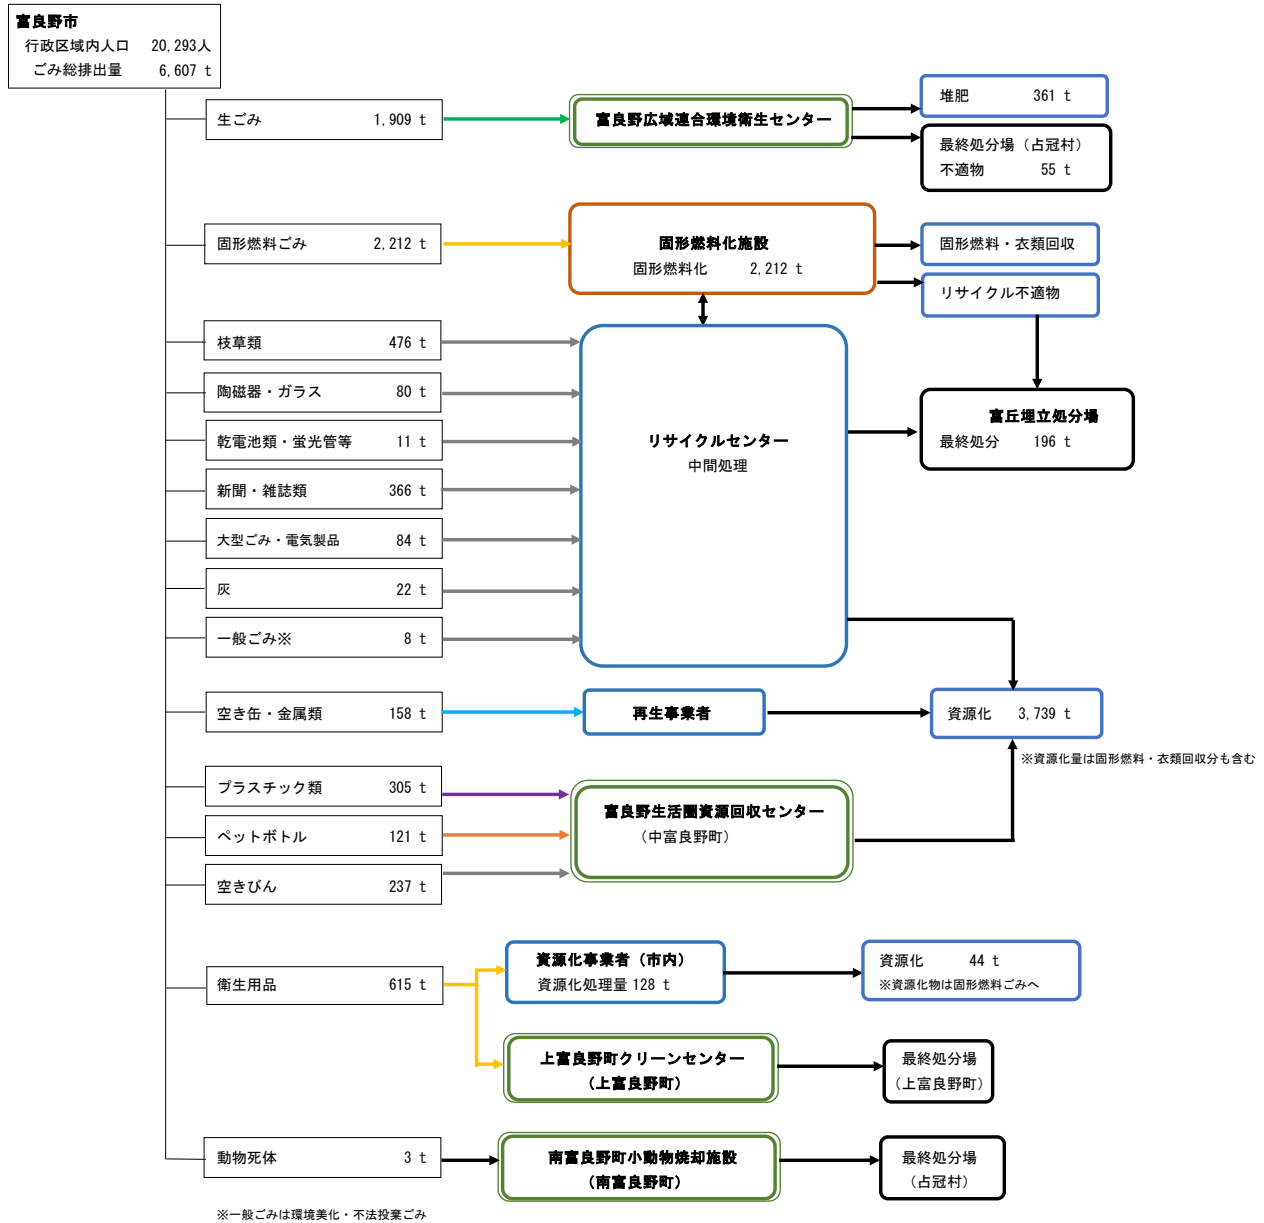 富良野市
行政区域内人口 20,293人
ごみ総排出量 6,607 t
生ごみ 1,909 t
富良野広域連合環境衛生センター
堆肥 361 t
最終処分場（占冠村）
不適物 55 t
固形燃料ごみ 2,212 t
固形燃料化施設
固形燃料化 2,212 t
固形燃料・衣類回収
リサイクル不適物
枝草類 476 t
陶磁器・ガラス 80 t
乾電池類・蛍光管等 11 t
新聞・雑誌類 366 t
大型ごみ・電気製品 84 t
灰 22 t
一般ごみ※ 8 t
リサイクルセンター
中間処理
富丘埋立処分場
最終処分 196 t
空き缶・金属類 158 t
再生事業者
資源化 3,739 t
※資源化量は固形燃料・衣類回収分も含む
プラスチック類 305 t
ペットボトル 121 t
空きびん 237 t
富良野生活圏資源回収センター
（中富良野町）
衛生用品 615 t
資源化事業者（市内）
資源化処理量 128 t
資源化 44 t
※資源化物は固形燃料ごみへ
上富良野町クリーンセンター
（上富良野町）
最終処分場
（上富良野町）
動物死体 3 t
南富良野町小動物焼却施設
（南富良野町）
最終処分場
（占冠村）
※一般ごみは環境美化・不法投棄ごみ